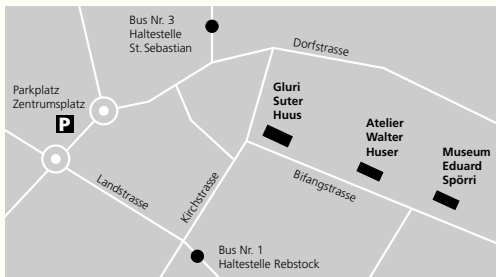 Bus Nr. 3
Haltestelle
St. Sebastian
Dorfstrasse
Parkplatz
Zentrumsplatz
P
Gluri
Suter
Huus
Atelier
Walter
Huser
Museum
Eduard
Spörri
Landstrasse
Kirchstrasse
Bifangstrasse
Bus Nr. 1
Haltestelle Rebstock